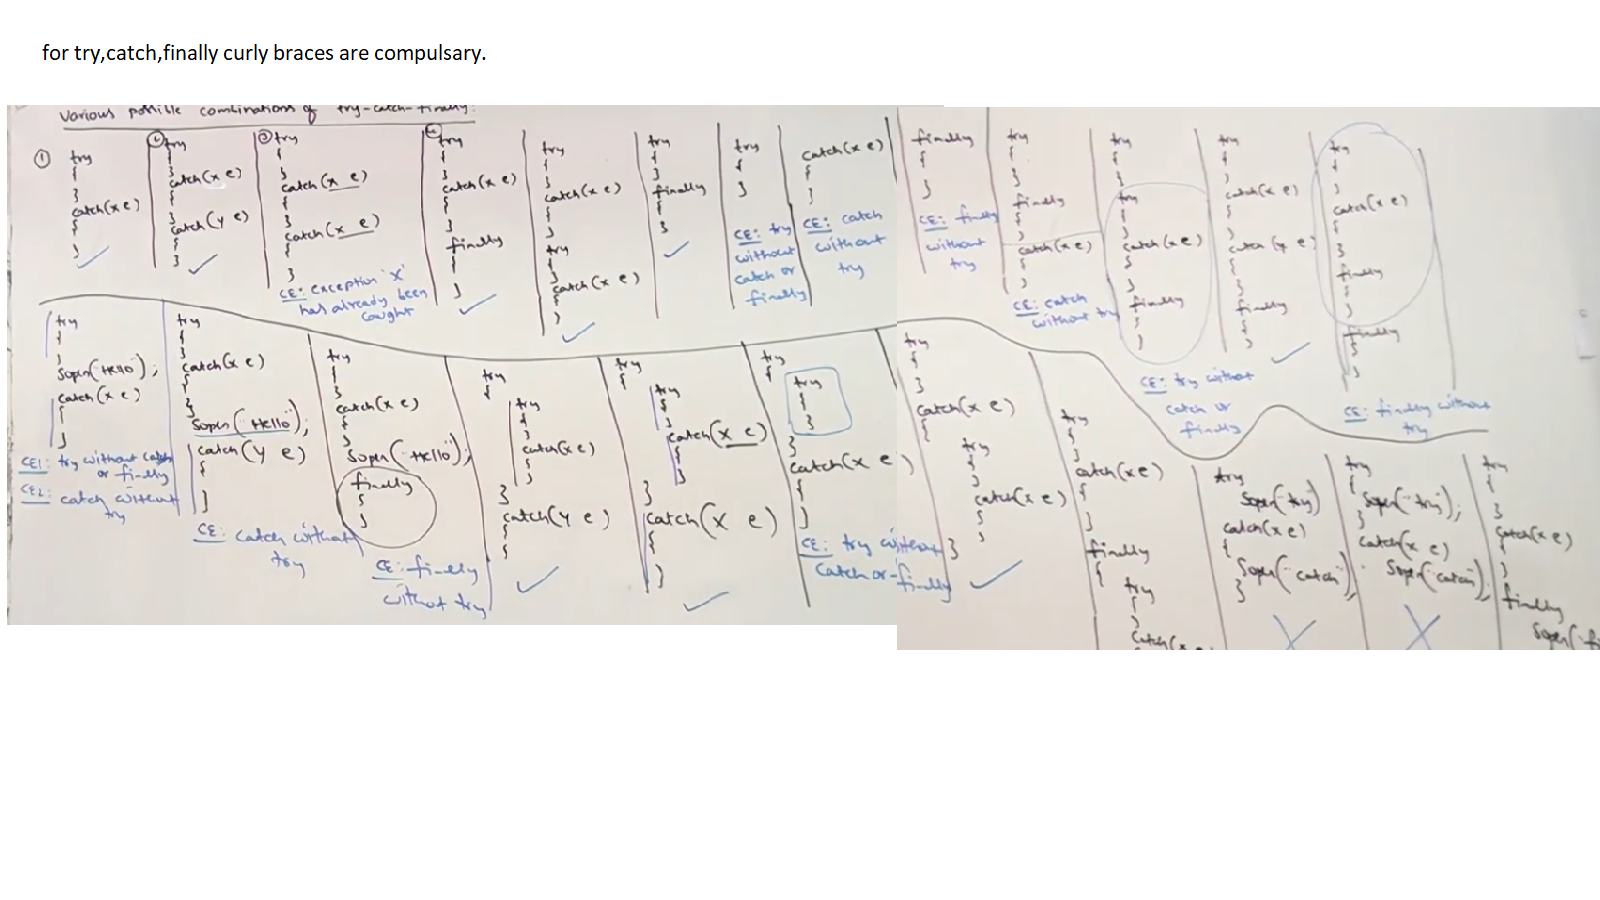 for try,catch,finally curly braces are compulsary.
Various possible combinations of try-catch-finally:
①
try
{
}
catch(x e)
{
}
try
{
}
catch(x e)
{
}
catch(y e)
{
}
③ try
{
}
catch(x e)
{
}
catch(x e)
{
}
CE: exception 'x'
has already been
caught
try
{
}
catch(x e)
{
}
finally
{
}
try
{
}
catch(x e)
{
}
try
{
}
catch(x e)
{
}
try
{
}
finally
{
}
try
{
}
CE: try
without
catch or
finally
catch(x e)
{
}
CE: catch
without
try
finally
{
}
CE: finally
without
try
try
{
}
finally
{
}
catch(x e)
{
}
CE: catch
without try
try
{
}
try
{
}
catch(x e)
{
}
finally
{
}
CE: try without
catch or
finally
try
{
}
catch(x e)
{
}
catch(y e)
{
}
finally
{
}
try
{
}
catch(x e)
{
}
finally
{
}
finally
{
}
CE: finally without
try
try
{
}
Sopln("Hello");
catch(x e)
{
}
CE1: try without catch
or finally
CE2: catch without
try
try
{
}
catch(x e)
{
}
Sopln("Hello");
catch(y e)
{
}
CE: catch without
try
try
{
}
catch(x e)
{
}
Sopln("Hello");
finally
{
}
CE: finally
without try
try
{
try
{
}
catch(x e)
{
}
}
catch(y e)
{
}
try
{
try
{
}
catch(x e)
{
}
}
catch(x e)
{
}
try
{
try
{
}
}
catch(x e)
{
}
CE: try without
catch or finally
try
{
}
catch(x e)
{
try
{
}
catch(x e)
{
}
}
try
{
}
catch(x e)
{
}
finally
{
try
{
}
catch(x
try
Sopln("try")
catch(x e)
{
Sopln("catch");
}
try
{
Sopln("try");
}
catch(x e)
Sopln("catch");
try
{
}
catch(x e)
{
}
finally
Sopln("fi